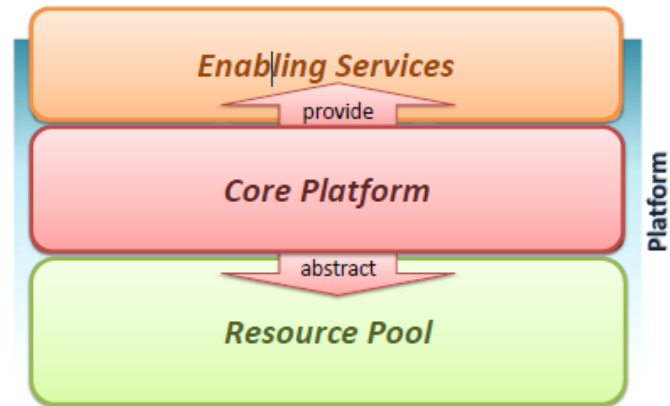 Enabling Services
provide
Core Platform
Platform
abstract
Resource Pool